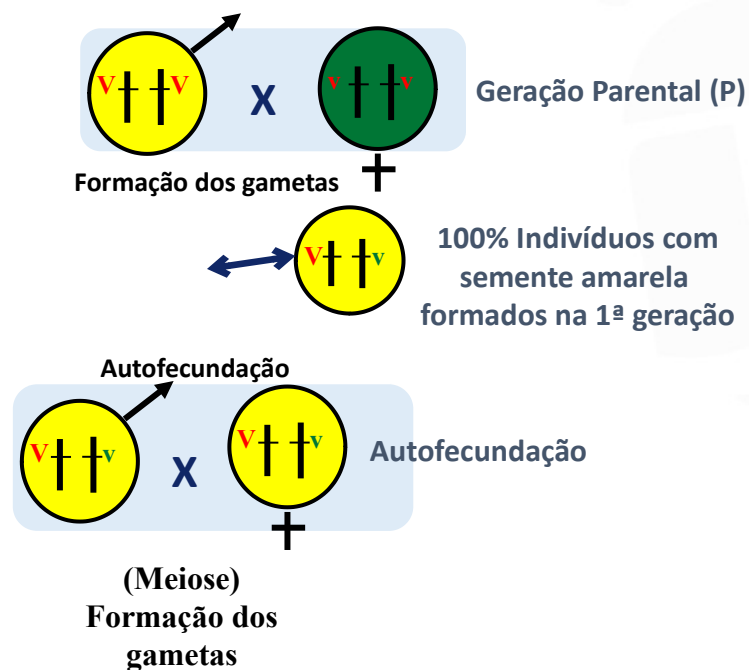 V V X v v Geração Parental (P)
Formação dos gametas
V v 100% Indivíduos com
semente amarela
formados na 1ª geração
Autofecundação
V v X V v Autofecundação
(Meiose)
Formação dos
gametas